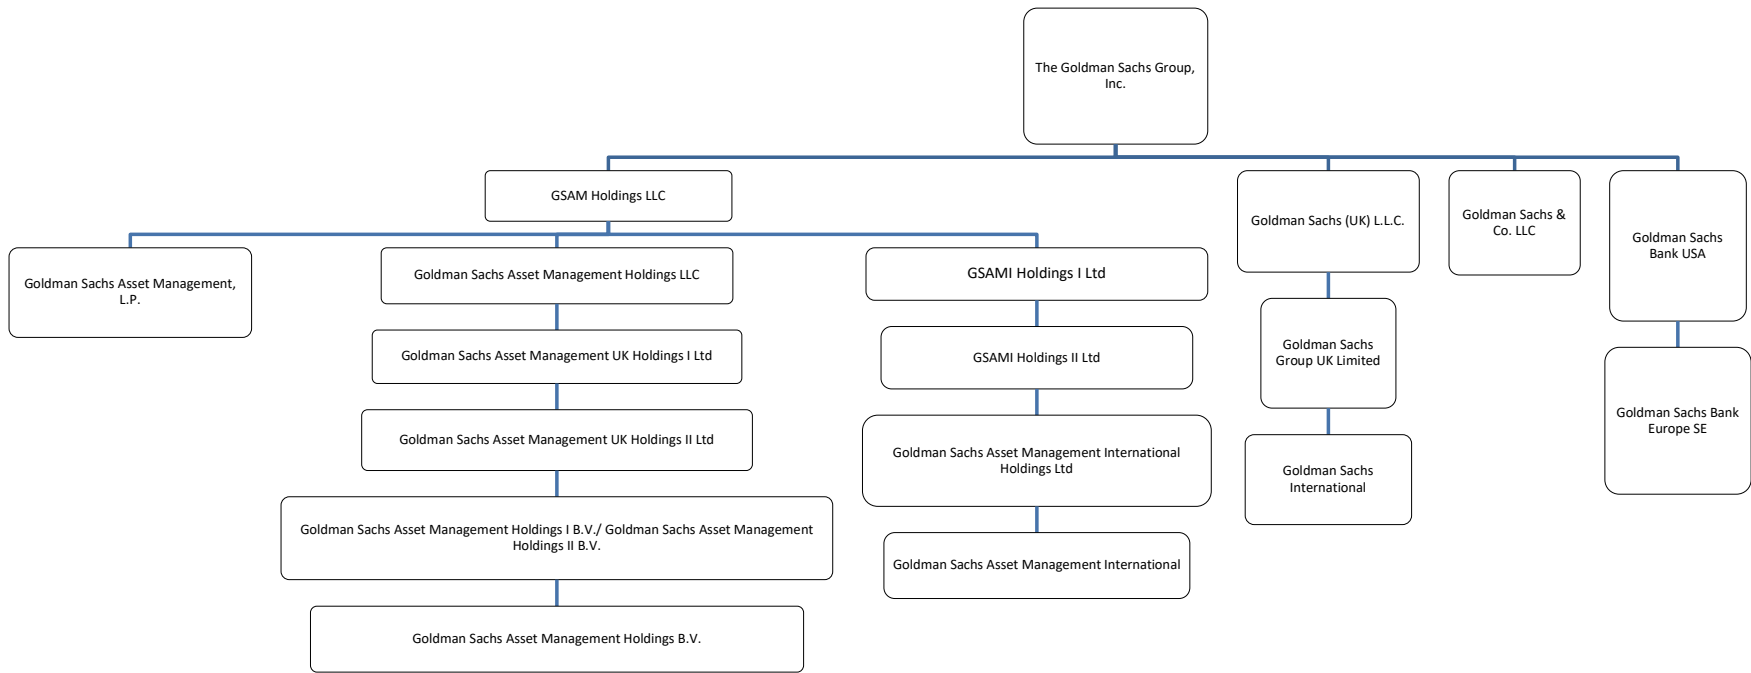 The Goldman Sachs Group,
Inc.
GSAM Holdings LLC
Goldman Sachs (UK) L.L.C.
Goldman Sachs &
Co. LLC
Goldman Sachs
Bank USA
Goldman Sachs Asset Management,
L.P.
Goldman Sachs Asset Management Holdings LLC
GSAMI Holdings I Ltd
Goldman Sachs Asset Management UK Holdings I Ltd
GSAMI Holdings II Ltd
Goldman Sachs
Group UK Limited
Goldman Sachs Bank
Europe SE
Goldman Sachs Asset Management UK Holdings II Ltd
Goldman Sachs Asset Management International
Holdings Ltd
Goldman Sachs
International
Goldman Sachs Asset Management Holdings I B.V./ Goldman Sachs Asset Management
Holdings II B.V.
Goldman Sachs Asset Management International
Goldman Sachs Asset Management Holdings B.V.